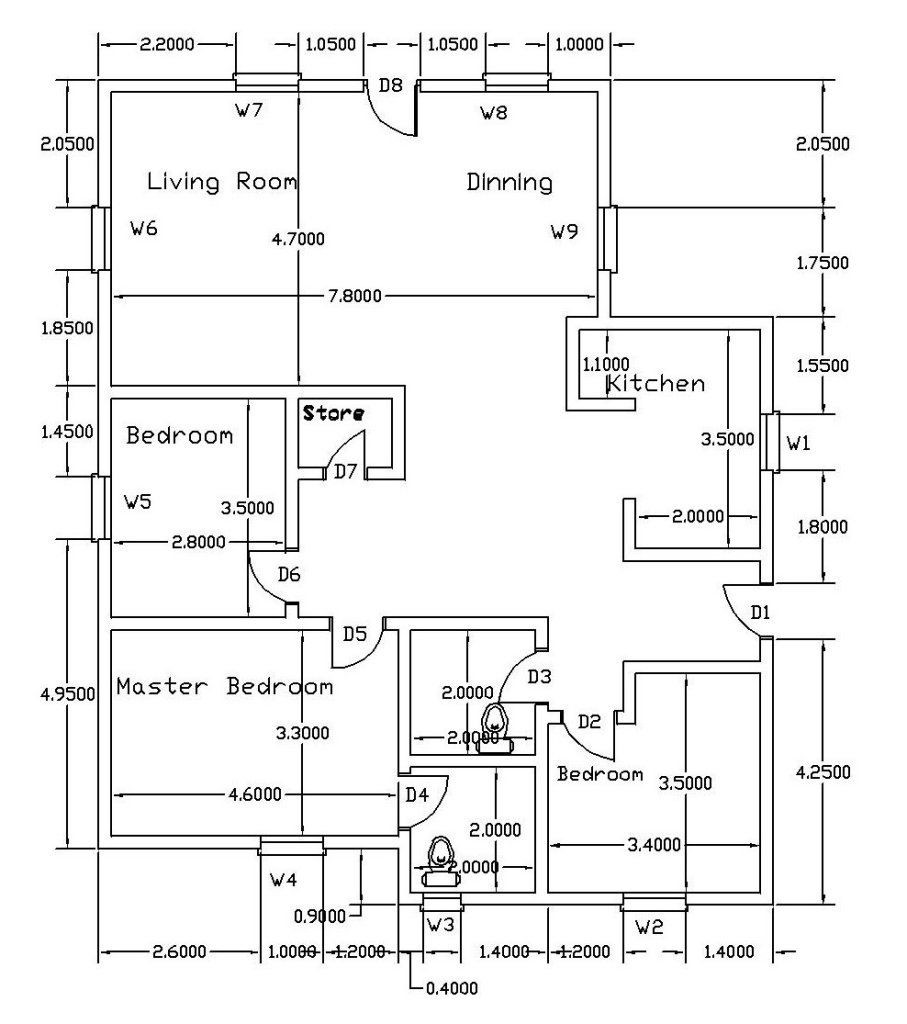 2.2000 1.0500 1.0500 1.0000
D8
W7 W8
2.0500 2.0500
Living Room Dinning
W6 W9
4.7000
1.7500
7.8000
1.8500
1.1000 1.5500
Kitchen
Store
1.4500 Bedroom 3.5000 W1
D7
W5 3.5000
2.0000 1.8000
2.8000
D6
D1
D5
D3
Master Bedroom 2.0000
4.9500
D2
3.3000 2.0000
Bedroom 3.5000 4.2500
4.6000 D4
2.0000
3.4000
2.0000
W4
0.9000
W3 W2
2.6000 1.0000 1.2000 1.4000 1.2000 1.4000
0.4000